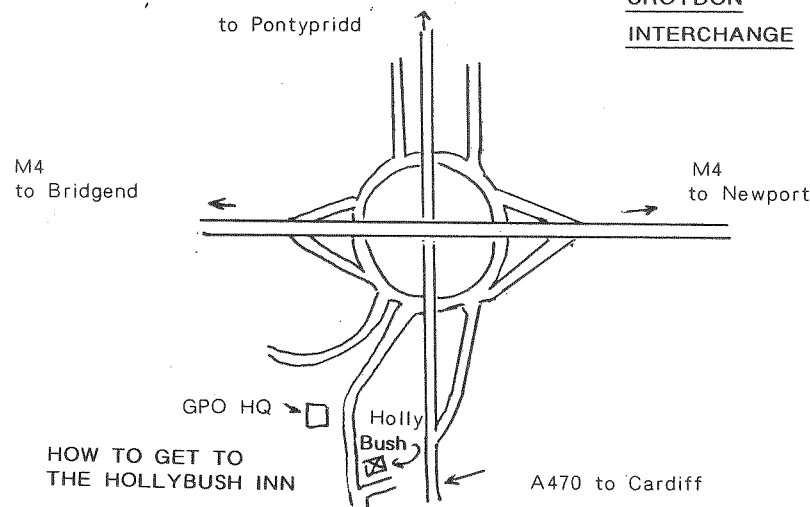 to Pontypridd
INTERCHANGE
M4
to Bridgend
M4
to Newport
GPO HQ
Holly
Bush
HOW TO GET TO
THE HOLLYBUSH INN
A470 to Cardiff